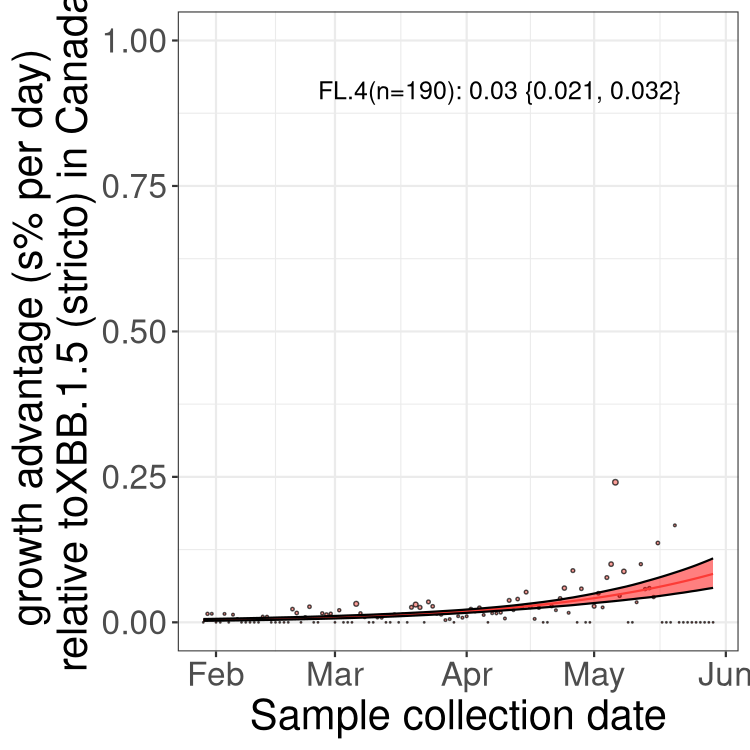 growth advantage (s% per day)
relative toXBB.1.5 (stricto) in Canada
1.00
0.75
0.50
0.25
0.00
FL.4(n=190): 0.03 {0.021, 0.032}
Feb
Mar
Apr
May
Jun
Sample collection date